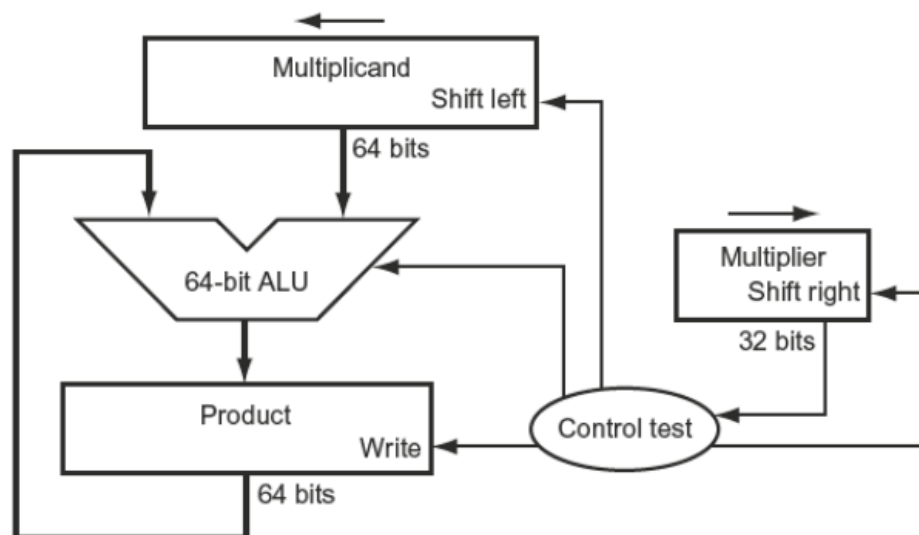 Multiplicand
Shift left
64 bits
64-bit ALU
Multiplier
Shift right
32 bits
Product
Write
Control test
64 bits